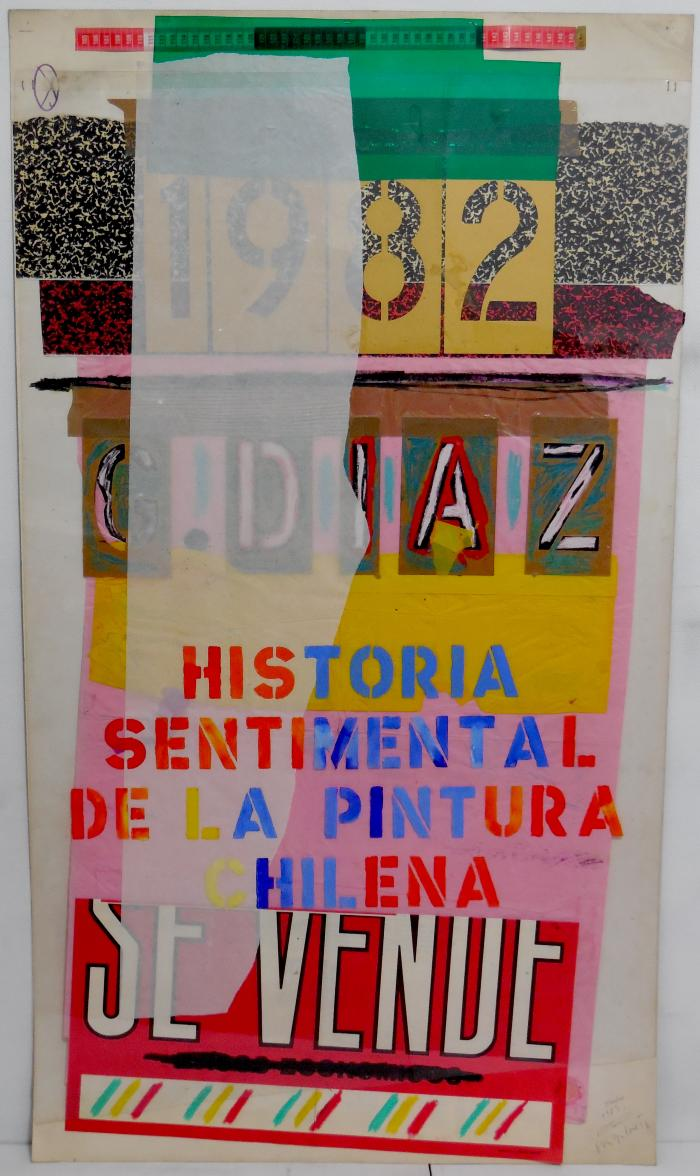 1982
G. DIAZ
HISTORIA
SENTIMENTAL
DE LA PINTURA
CHILENA
SE VENDE